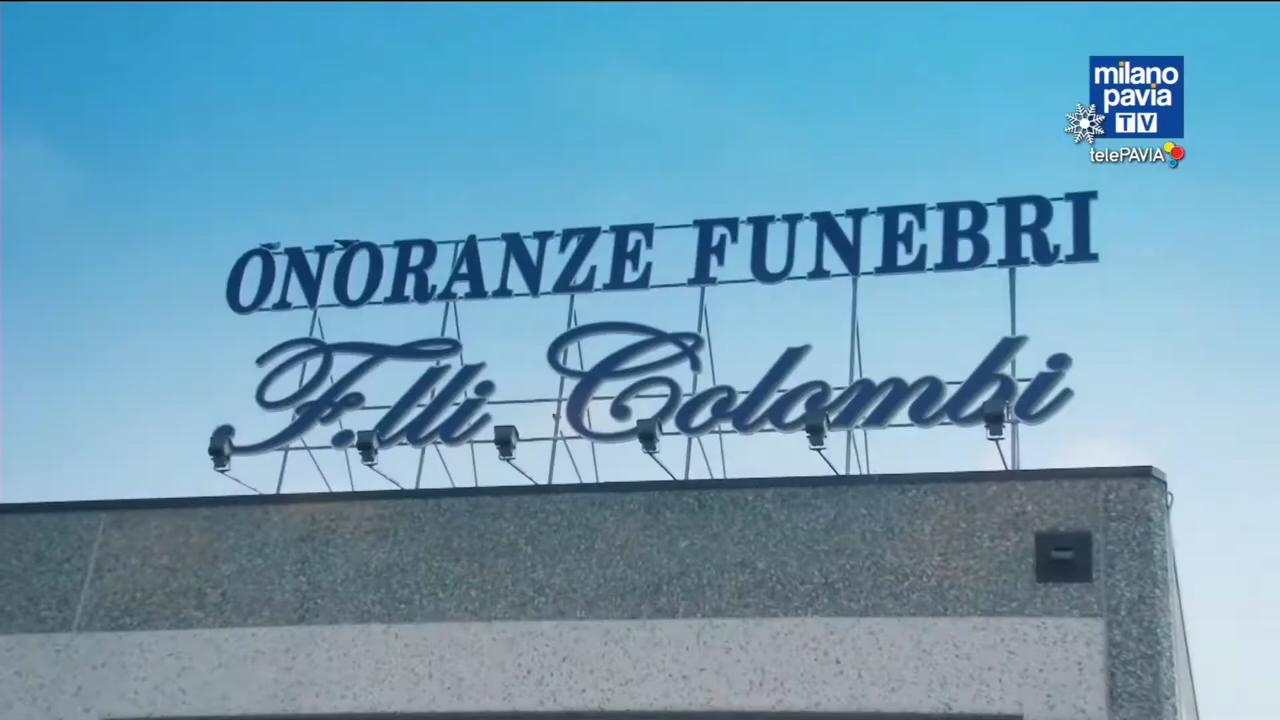 milano
pavia
TV
telePAVIA
ONORANZE FUNEBRI
F.lli Colombi